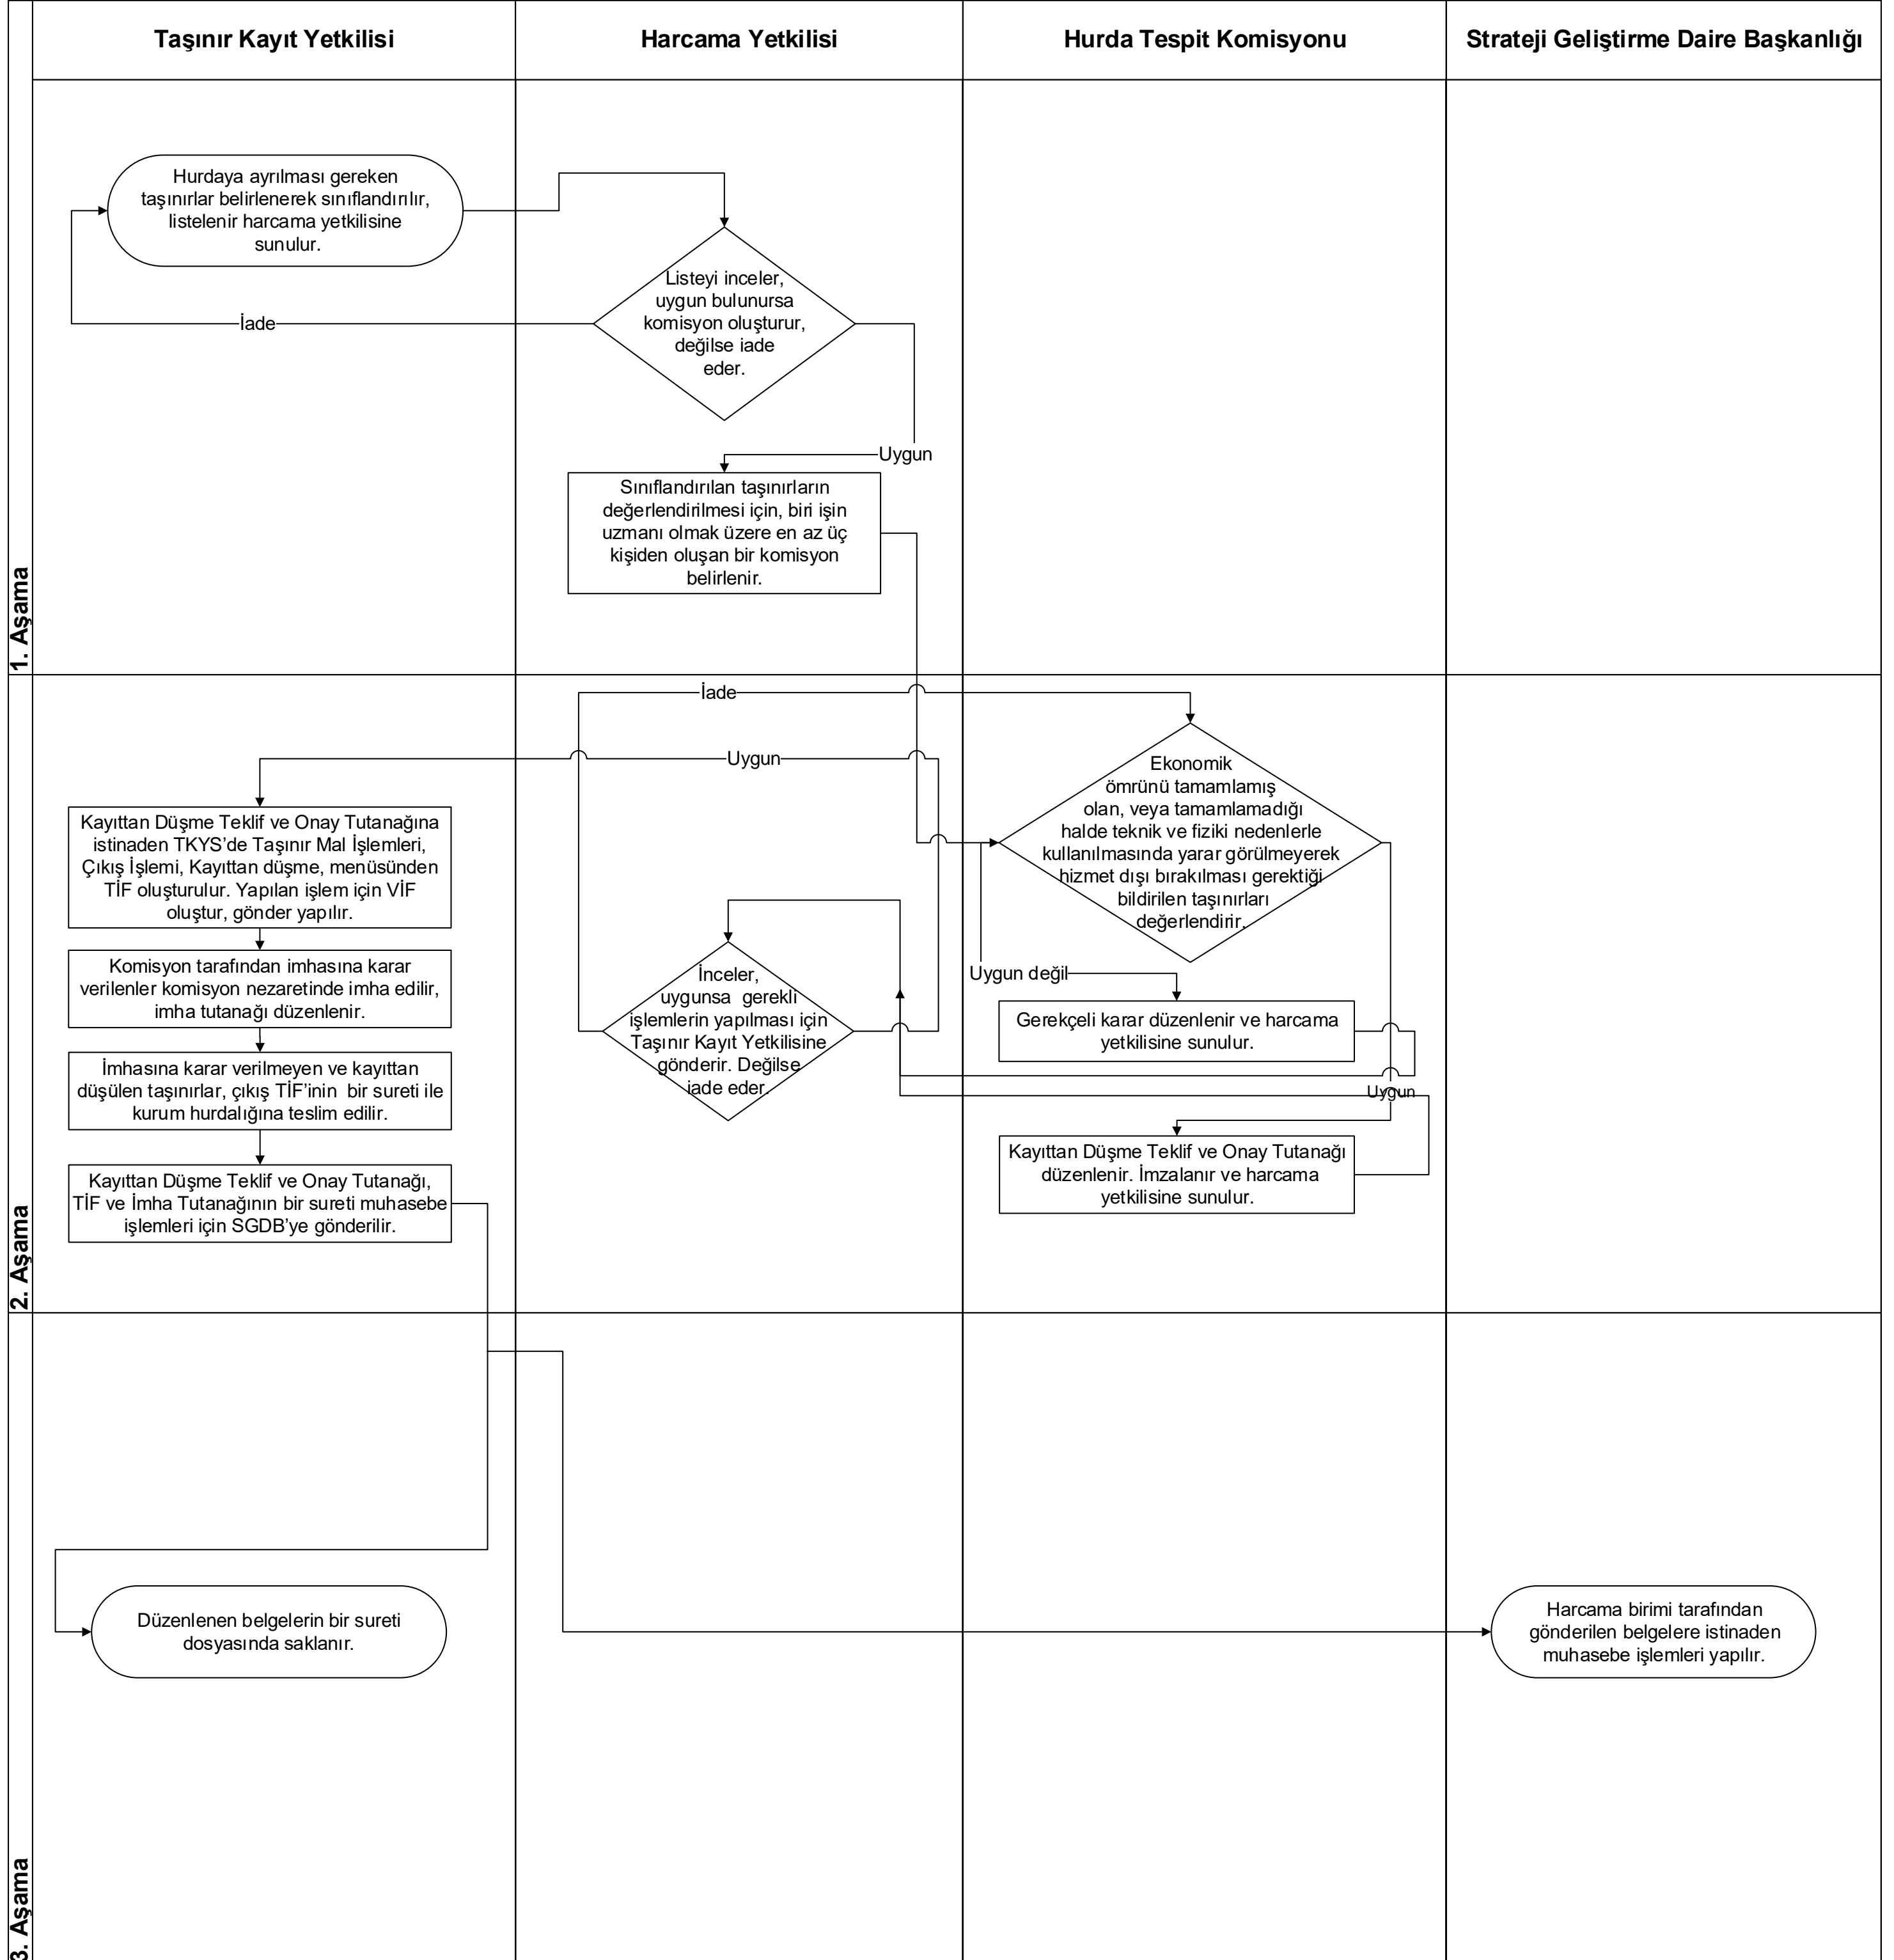 Taşınır Kayıt Yetkilisi
Harcama Yetkilisi
Hurda Tespit Komisyonu
Strateji Geliştirme Daire Başkanlığı
1. Aşama
Hurdaya ayrılması gereken
taşınırlar belirlenerek sınıflandırılır,
listelenir harcama yetkilisine
sunulur.
Listeyi inceler,
uygun bulunursa
komisyon oluşturur,
değilse iade
eder.
İade
Uygun
Sınıflandırılan taşınırların
değerlendirilmesi için, biri işin
uzmanı olmak üzere en az üç
kişiden oluşan bir komisyon
belirlenir.
2. Aşama
İade
Uygun
Ekonomik
ömrünü tamamlamış
olan, veya tamamlamadığı
halde teknik ve fiziki nedenlerle
kullanılmasında yarar görülmeyerek
hizmet dışı bırakılması gerektiği
bildirilen taşınırları
değerlendirir.
Kayıttan Düşme Teklif ve Onay Tutanağına
istinaden TKYS’de Taşınır Mal İşlemleri,
Çıkış İşlemi, Kayıttan düşme, menüsünden
TİF oluşturulur. Yapılan işlem için VİF
oluştur, gönder yapılır.
Komisyon tarafından imhasına karar
verilenler komisyon nezaretinde imha edilir,
imha tutanağı düzenlenir.
İnceler,
uygunsa  gerekli
işlemlerin yapılması için
Taşınır Kayıt Yetkilisine
gönderir. Değilse
iade eder.
Uygun değil
Gerekçeli karar düzenlenir ve harcama
yetkilisine sunulur.
İmhasına karar verilmeyen ve kayıttan
düşülen taşınırlar, çıkış TİF’inin  bir sureti ile
kurum hurdalığına teslim edilir.
Uygun
Kayıttan Düşme Teklif ve Onay Tutanağı
düzenlenir. İmzalanır ve harcama
yetkilisine sunulur.
Kayıttan Düşme Teklif ve Onay Tutanağı,
TİF ve İmha Tutanağının bir sureti muhasebe
işlemleri için SGDB’ye gönderilir.
3. Aşama
Düzenlenen belgelerin bir sureti
dosyasında saklanır.
Harcama birimi tarafından
gönderilen belgelere istinaden
muhasebe işlemleri yapılır.